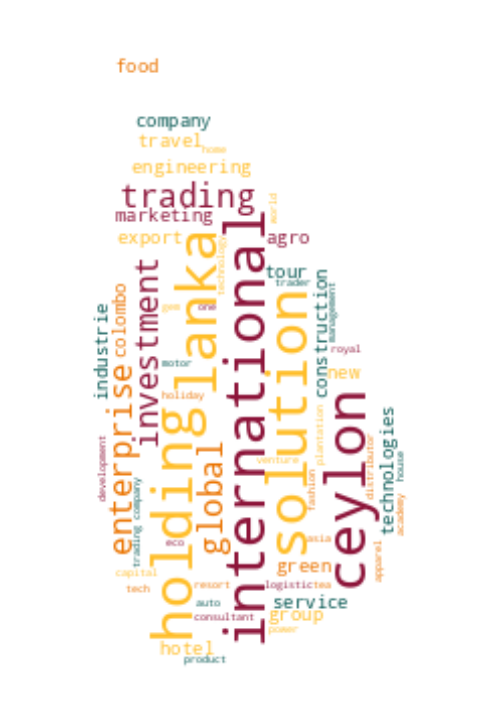 food
company
travel
home
engineering
trading
world
marketing
export
agro
lanka
international
technology
tour
trader
investment
solution
construction
management
colombo
industrie
gem
one
royal
motor
new
enterprise
holding
holiday
ceylon
plantation
technologies
development
global
venture
distributor
house
fashion
trading company
academy
eco
asia
apparel
green
capital
tech
resort
logistic
tea
auto
service
consultant
group
power
hotel
product